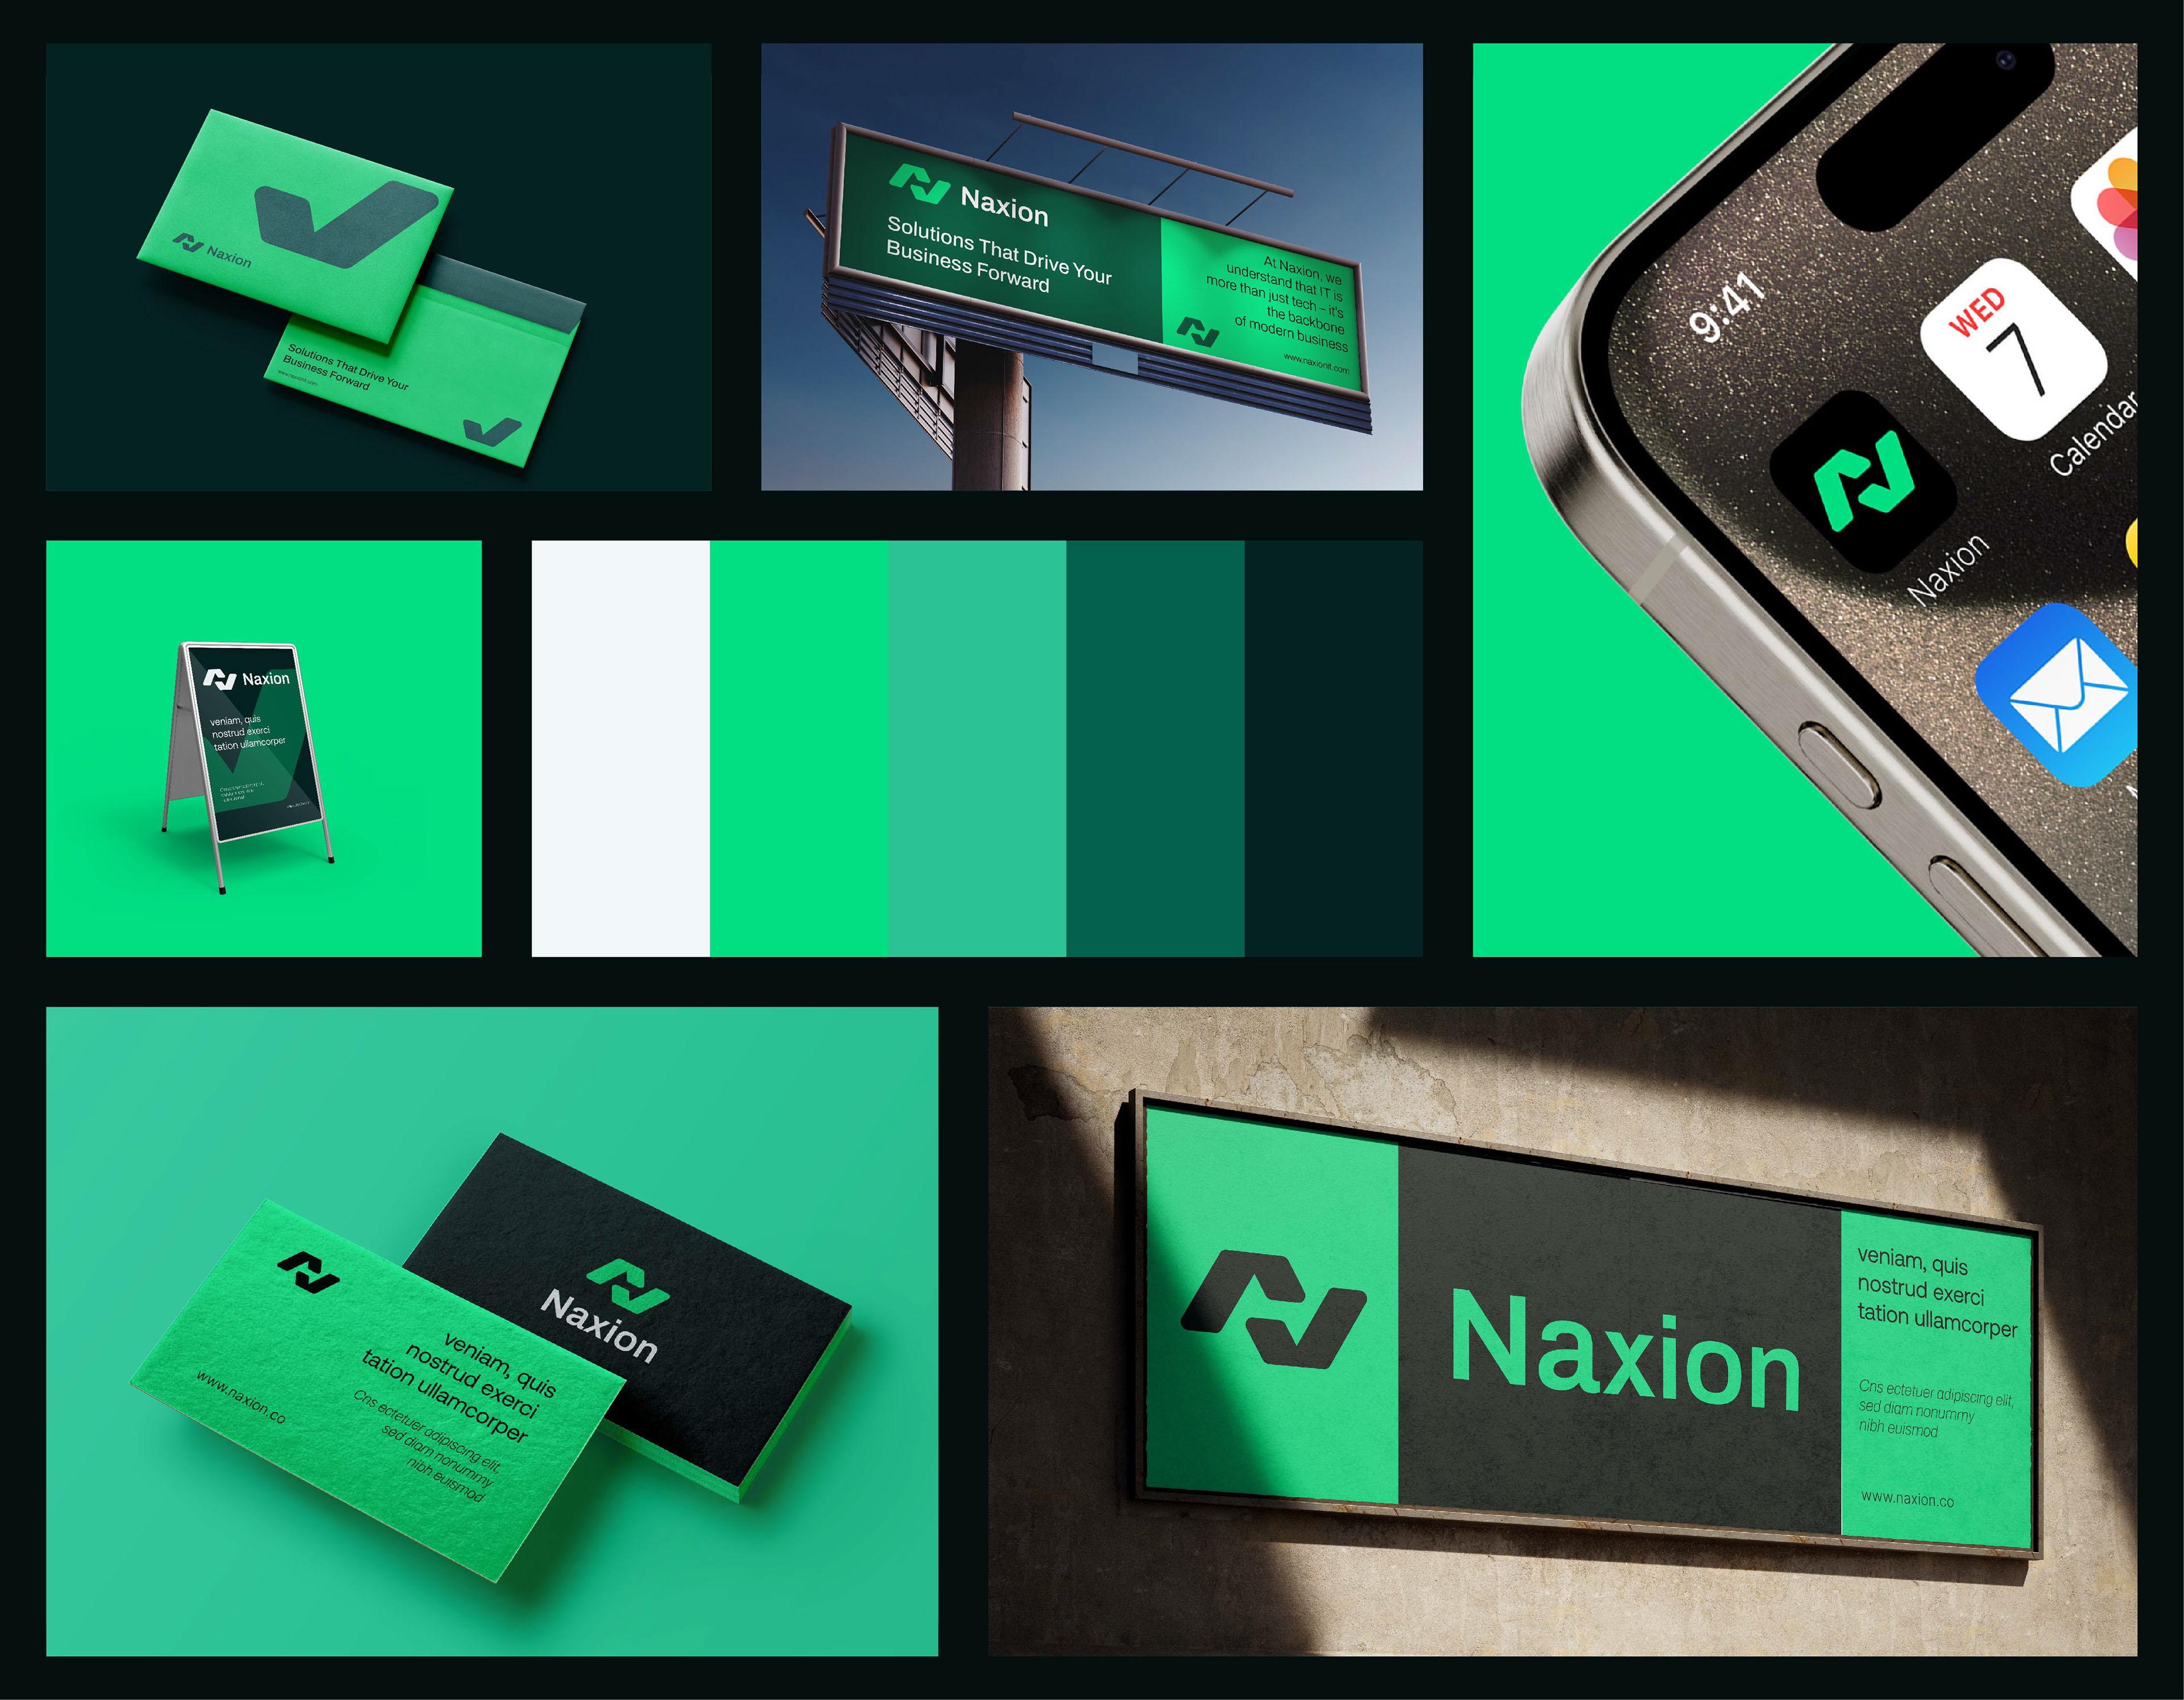 Naxion
Solutions That Drive Your
Business Forward
Naxion
Solutions That Drive Your
Business Forward
At Naxion, we
understand that IT is
more than just tech – it's
the backbone
of modern business
www.naxionit.com
9:41
WED
7
Calendar
Naxion
Naxion
veniam, quis
nostrud exerci
tation ullamcorper
Naxion
veniam, quis
nostrud exerci
tation ullamcorper
Cns ectetuer adipiscing elit,
sed diam nonummy
nibh euismod
www.naxion.co
Naxion
veniam, quis
nostrud exerci
tation ullamcorper
Cns ectetuer adipiscing elit,
sed diam nonummy
nibh euismod
www.naxion.co